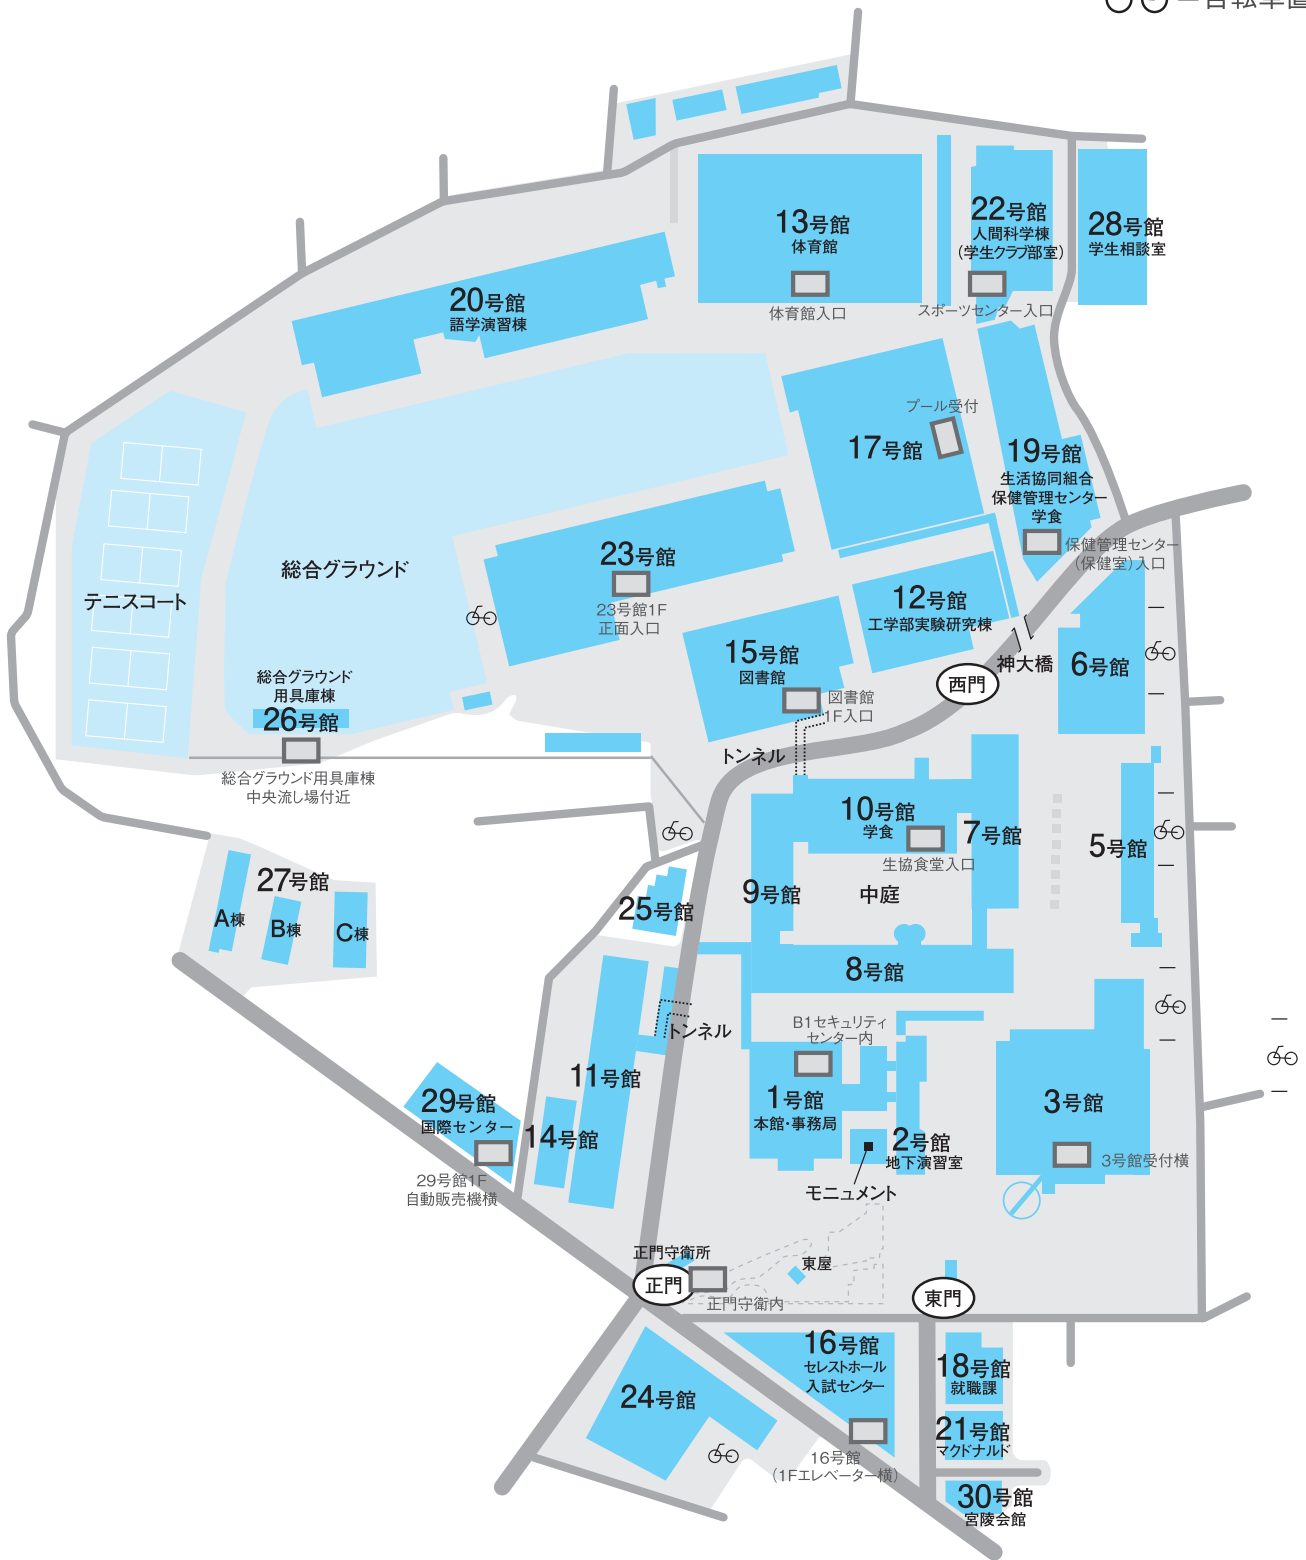 ＝自転車置
13号館
体育館
体育館入口
22号館
人間科学棟
(学生クラブ部室)
スポーツセンター入口
28号館
学生相談室
20号館
語学演習棟
プール受付
17号館
19号館
生活協同組合
保健管理センター
学食
保健管理センター
(保健室)入口
総合グラウンド
テニスコート
23号館
23号館1F
正面入口
12号館
工学部実験研究棟
15号館
図書館
図書館
1F入口
西門
神大橋
6号館
総合グラウンド
用具庫棟
26号館
総合グラウンド用具庫棟
中央流し場付近
トンネル
10号館
学食
生協食堂入口
7号館
5号館
9号館
中庭
8号館
27号館
A棟
B棟
C棟
25号館
トンネル
B1セキュリティ
センター内
11号館
1号館
本館・事務局
2号館
地下演習室
モニュメント
3号館
3号館受付横
29号館
国際センター
29号館1F
自動販売機横
14号館
正門守衛所
正門
正門守衛内
東屋
東門
16号館
セレストホール
入試センター
16号館
(1Fエレベーター横)
24号館
18号館
就職課
21号館
マクドナルド
30号館
宮陵会館